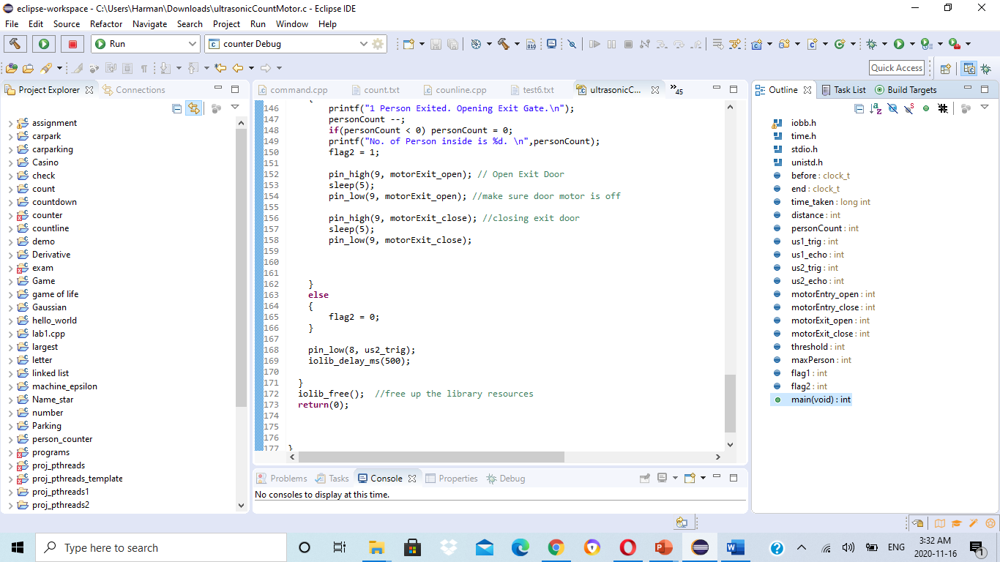 eclipse-workspace - C:\Users\Harman\Downloads\ultrasonicCountMotor.c - Eclipse IDE
File Edit Source Refactor Navigate Search Project Run Window Help
Run
counter Debug
Quick Access
Project Explorer
Connections
assignment
carpark
carparking
Casino
check
count
countdown
counter
countline
demo
Derivative
exam
Game
game of life
Gaussian
hello_world
lab1.cpp
largest
letter
linked list
machine_epsilon
Name_star
number
Parking
person_counter
programs
proj_pthreads
proj_pthreads_template
proj_pthreads1
proj_pthreads2
command.cpp
count.txt
counline.cpp
test6.txt
ultrasonicC...
45
{
146 printf("1 Person Exited. Opening Exit Gate.\n");
147 personCount --;
148 if(personCount < 0) personCount = 0;
149 printf("No. of Person inside is %d. \n",personCount);
150 flag2 = 1;
151
152 pin_high(9, motorExit_open); // Open Exit Door
153 sleep(5);
154 pin_low(9, motorExit_open); //make sure door motor is off
155
156 pin_high(9, motorExit_close); //closing exit door
157 sleep(5);
158 pin_low(9, motorExit_close);
159
160
161
162 }
163 else
164 {
165 flag2 = 0;
166 }
167
168 pin_low(8, us2_trig);
169 iolib_delay_ms(500);
170
171 }
172 iolib_free(); //free up the library resources
173 return(0);
174
175
176
177 }
Problems
Tasks
Console
Properties
Debug
No consoles to display at this time.
Outline
Task List
Build Targets
iobb.h
time.h
stdio.h
unistd.h
before : clock_t
end : clock_t
time_taken : long int
distance : int
personCount : int
us1_trig : int
us1_echo : int
us2_trig : int
us2_echo : int
motorEntry_open : int
motorEntry_close : int
motorExit_open : int
motorExit_close : int
threshold : int
maxPerson : int
flag1 : int
flag2 : int
main(void) : int
Type here to search
ENG
3:32 AM
2020-11-16
1